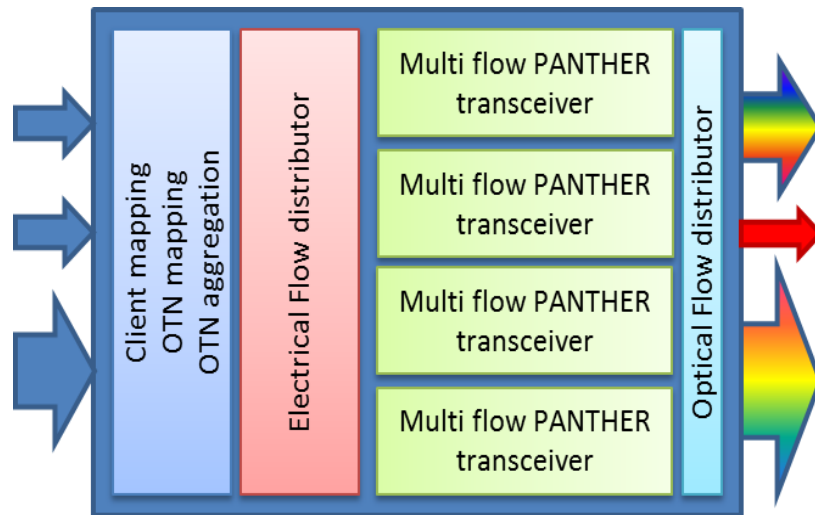 Client mapping
OTN mapping
OTN aggregation
Electrical Flow distributor
Multi flow PANTHER
transceiver
Multi flow PANTHER
transceiver
Multi flow PANTHER
transceiver
Multi flow PANTHER
transceiver
Optical Flow distributor